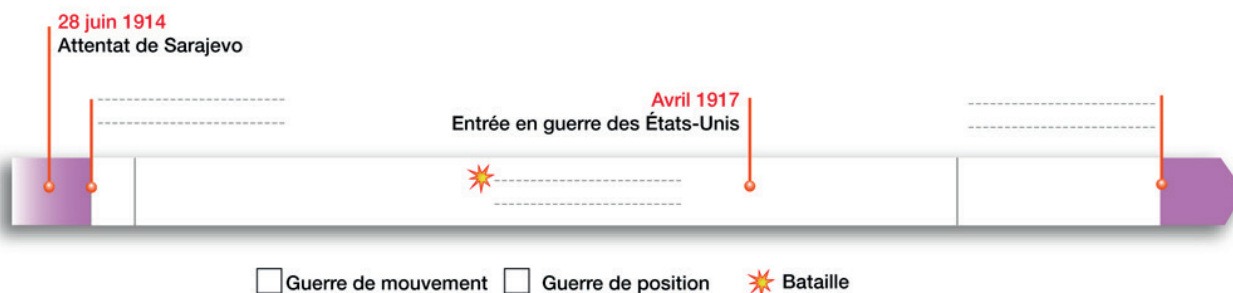 28 juin 1914
Attentat de Sarajevo
Avril 1917
Entrée en guerre des États-Unis
Guerre de mouvement Guerre de position Bataille